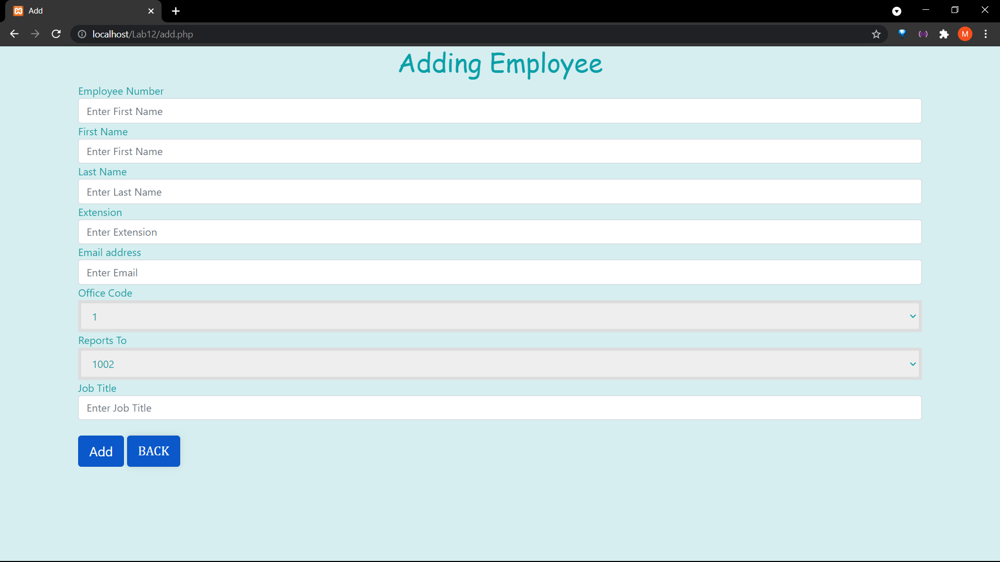 Add
localhost/Lab12/add.php
M
Adding Employee
Employee Number
Enter First Name
First Name
Enter First Name
Last Name
Enter Last Name
Extension
Enter Extension
Email address
Enter Email
Office Code
1
Reports To
1002
Job Title
Enter Job Title
Add BACK